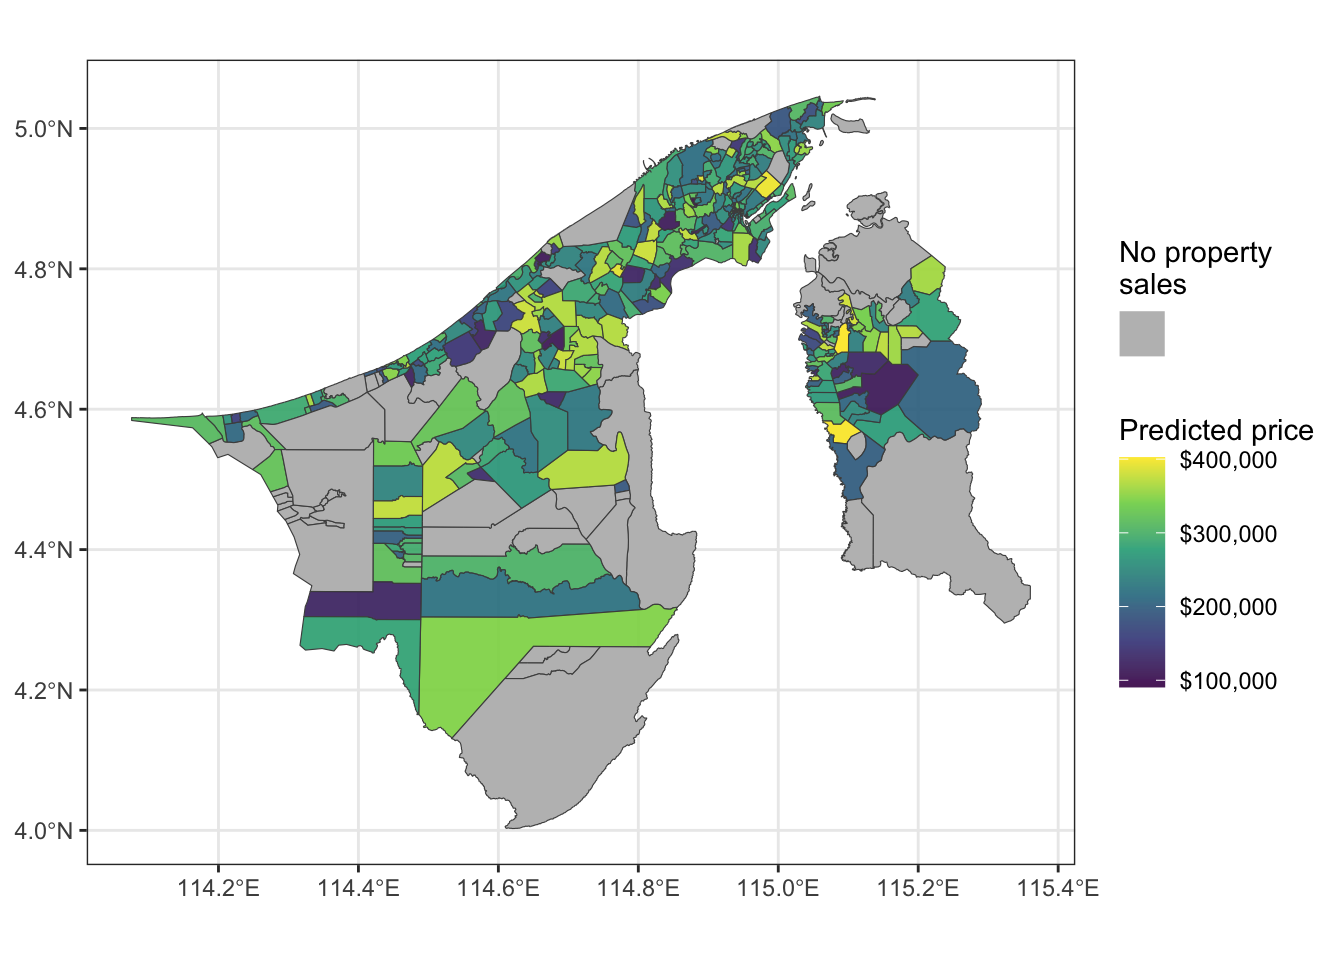 5.0°N
4.8°N
4.6°N
4.4°N
4.2°N
4.0°N
114.2°E
114.4°E
114.6°E
114.8°E
115.0°E
115.2°E
115.4°E
No property
sales
Predicted price
$400,000
$300,000
$200,000
$100,000